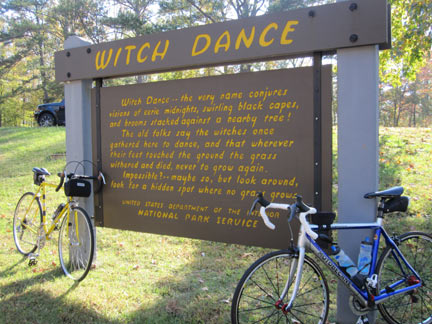 WITCH DANCE
Witch Dance -- the very name conjures
visions of eerie midnights, swirling black capes,
and brooms stacked against a nearby tree!
The old folks say the witches once
gathered here to dance, and that wherever
their feet touched the ground the grass
withered and died, never to grow again.
Impossible? -- maybe so, but look around,
look for a hidden spot where no grass grows.
UNITED STATES DEPARTMENT OF THE INTERIOR
NATIONAL PARK SERVICE